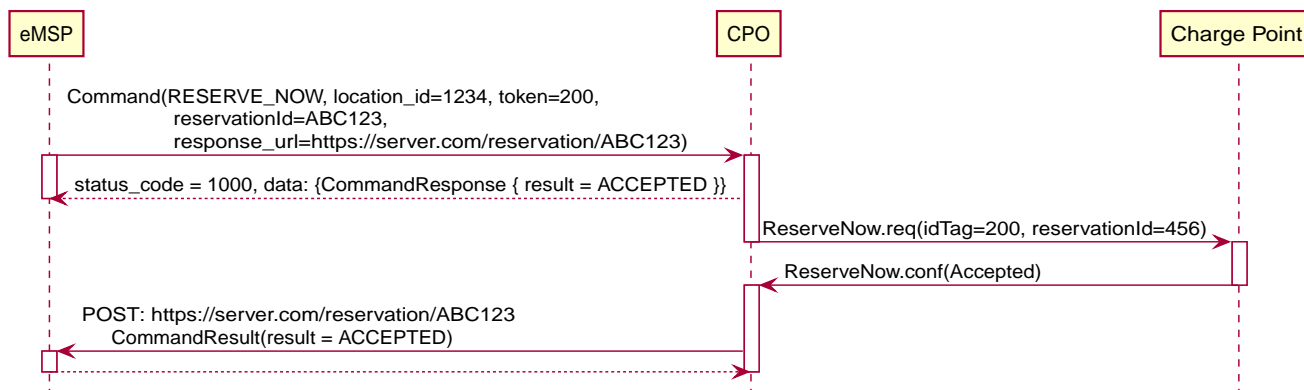 eMSP
CPO
Charge Point
Command(RESERVE_NOW, location_id=1234, token=200,
reservationId=ABC123,
response_url=https://server.com/reservation/ABC123)
status_code = 1000, data: {CommandResponse { result = ACCEPTED }}
ReserveNow.req(idTag=200, reservationId=456)
ReserveNow.conf(Accepted)
POST: https://server.com/reservation/ABC123
CommandResult(result = ACCEPTED)